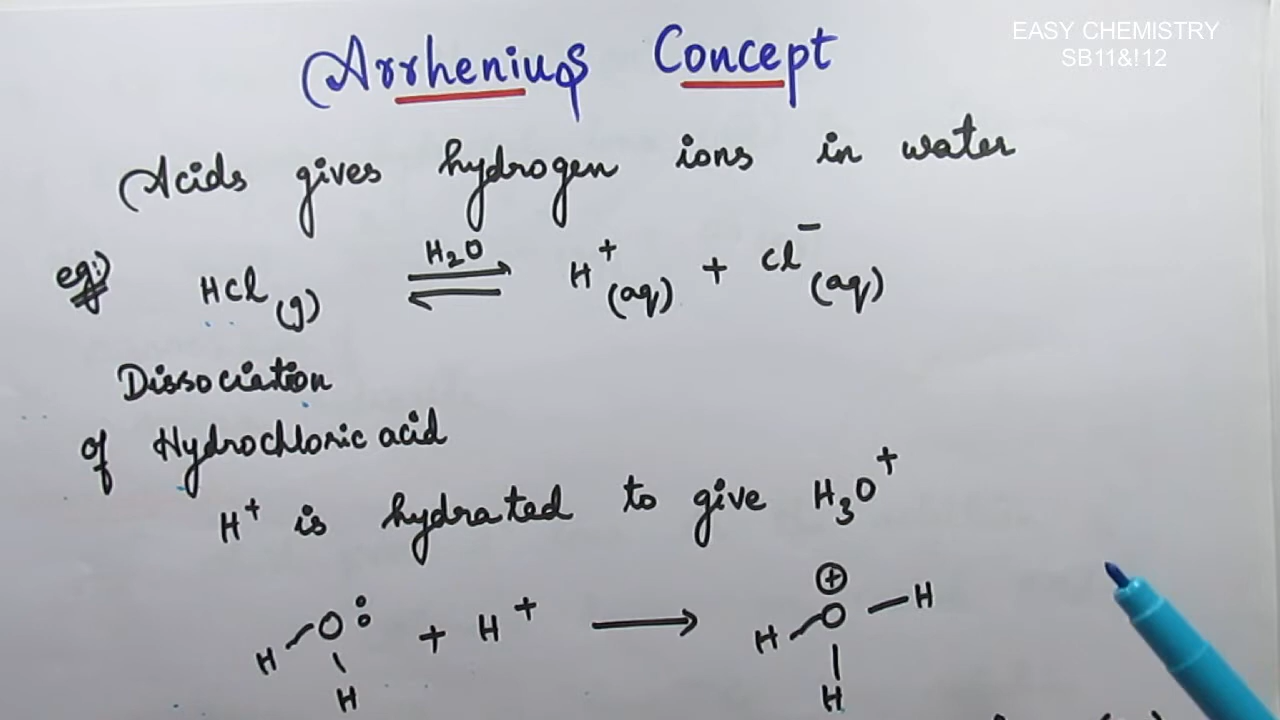 EASY CHEMISTRY
SB11&!12
Arrhenius Concept
Acids gives hydrogen ions in water
eg:) HCl (g) ⇌ H₂O H⁺ (aq) + Cl⁻ (aq)
Dissociation
of Hydrochloric acid
H⁺ is hydrated to give H₃O⁺
H O : H + H⁺ → H O ⊕ H H